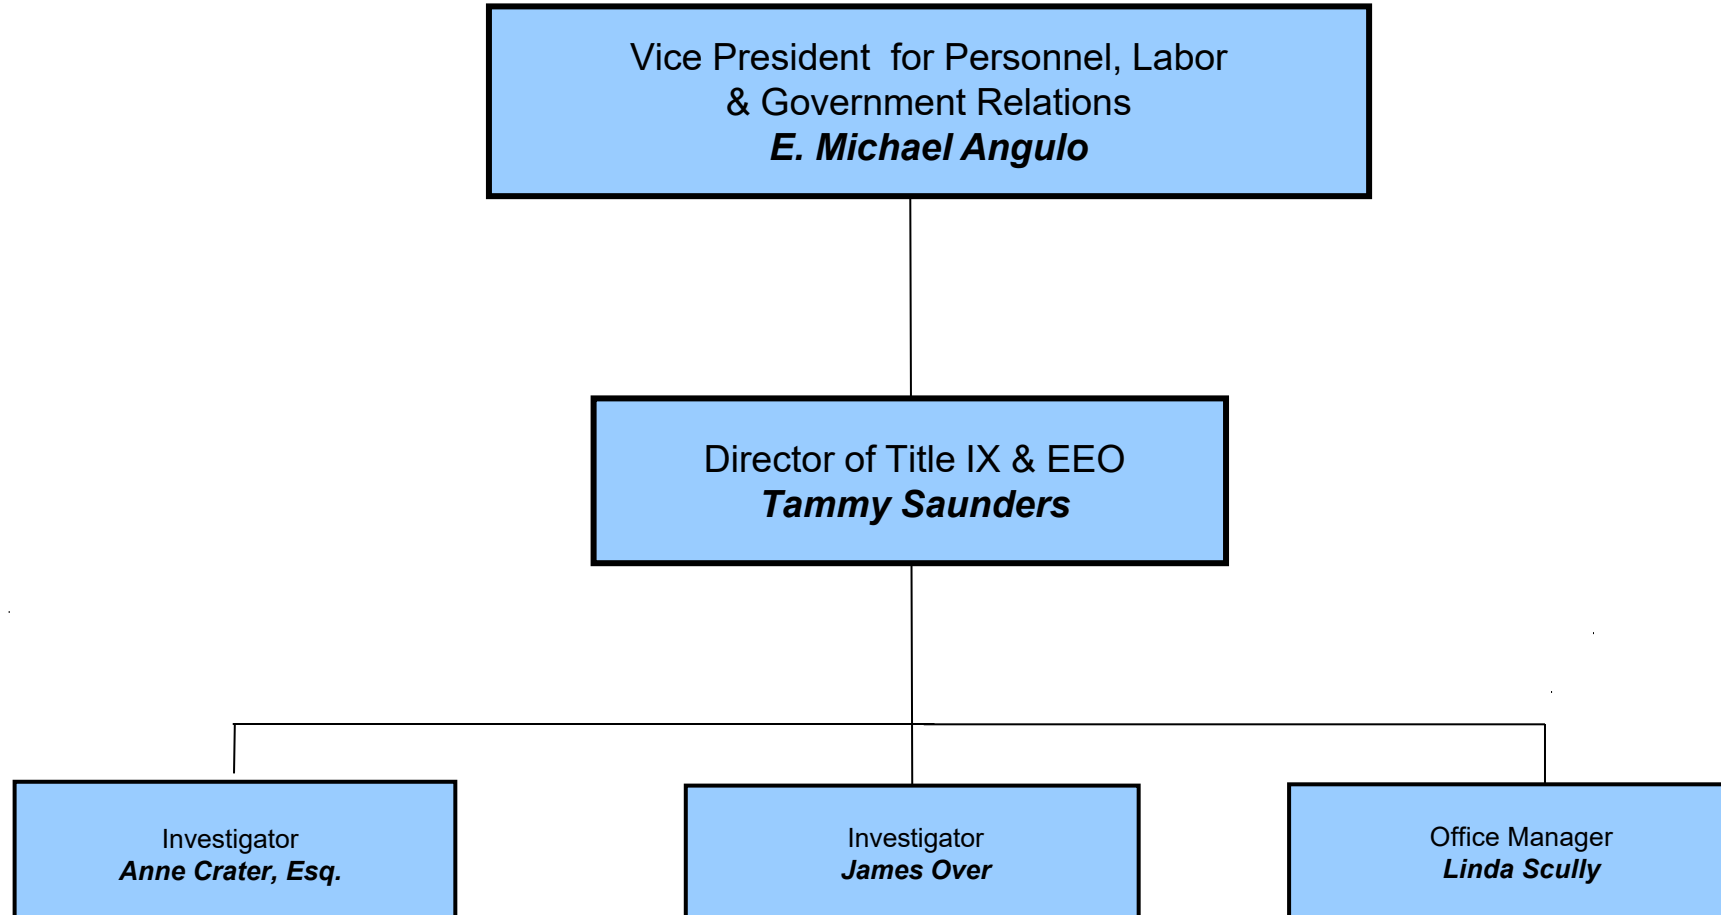 Vice President for Personnel, Labor
& Government Relations
E. Michael Angulo
Director of Title IX & EEO
Tammy Saunders
Investigator
Anne Crater, Esq.
Investigator
James Over
Office Manager
Linda Scully